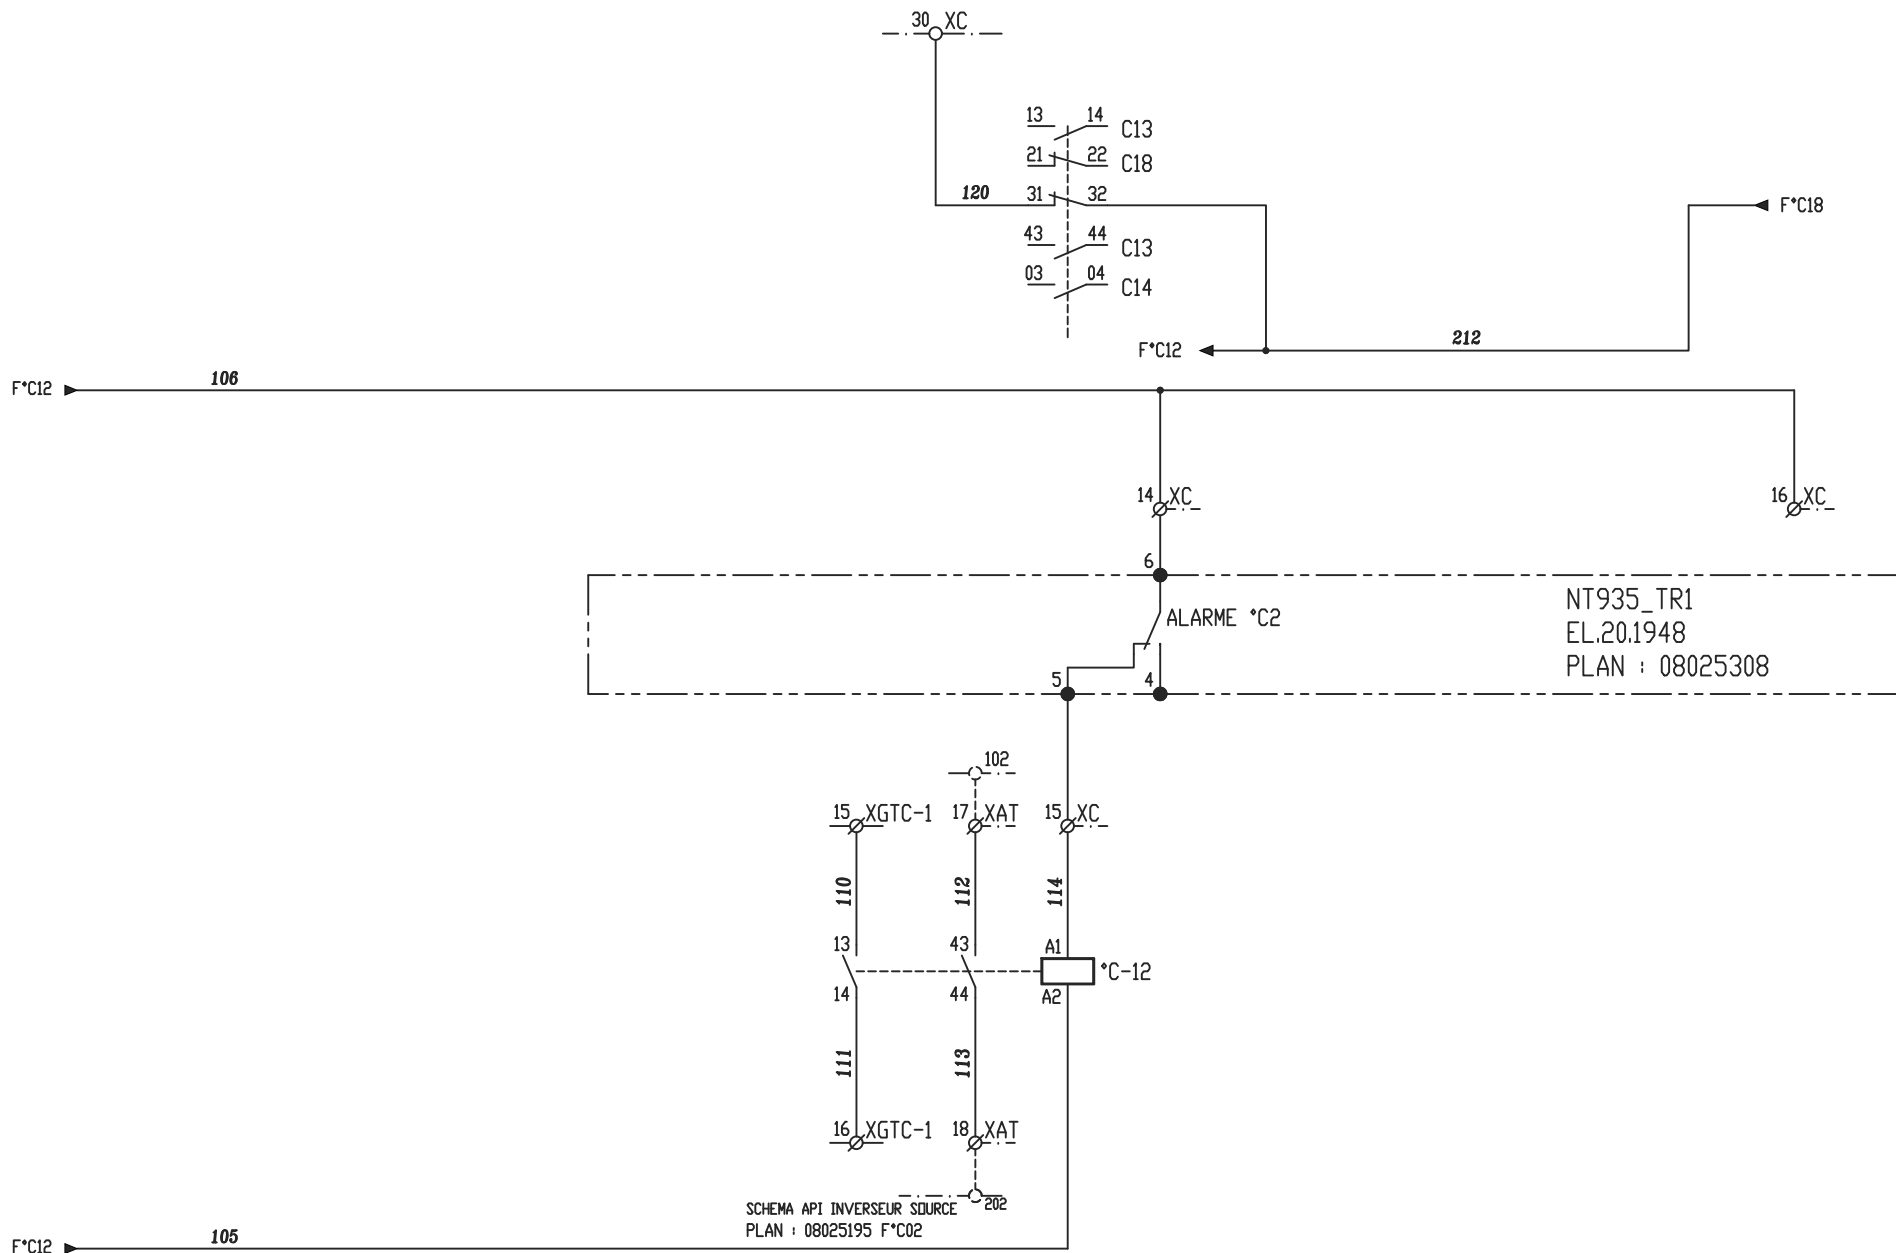 30 XC
13 14 C13
21 22 C18
120 31 32
F°C18
43 44 C13
03 04 C14
F°C12 212
F°C12 106
14 XC
16 XC
6
ALARME °C2
NT935_TR1
EL.20.1948
PLAN : 08025308
5 4
102
15 XGTC-1 17 XAT 15 XC
110 112 114
13 43 A1
°C-12
14 44 A2
111 113
16 XGTC-1 18 XAT
202
SCHEMA API INVERSEUR SOURCE
PLAN : 08025195 F°C02
F°C12 105